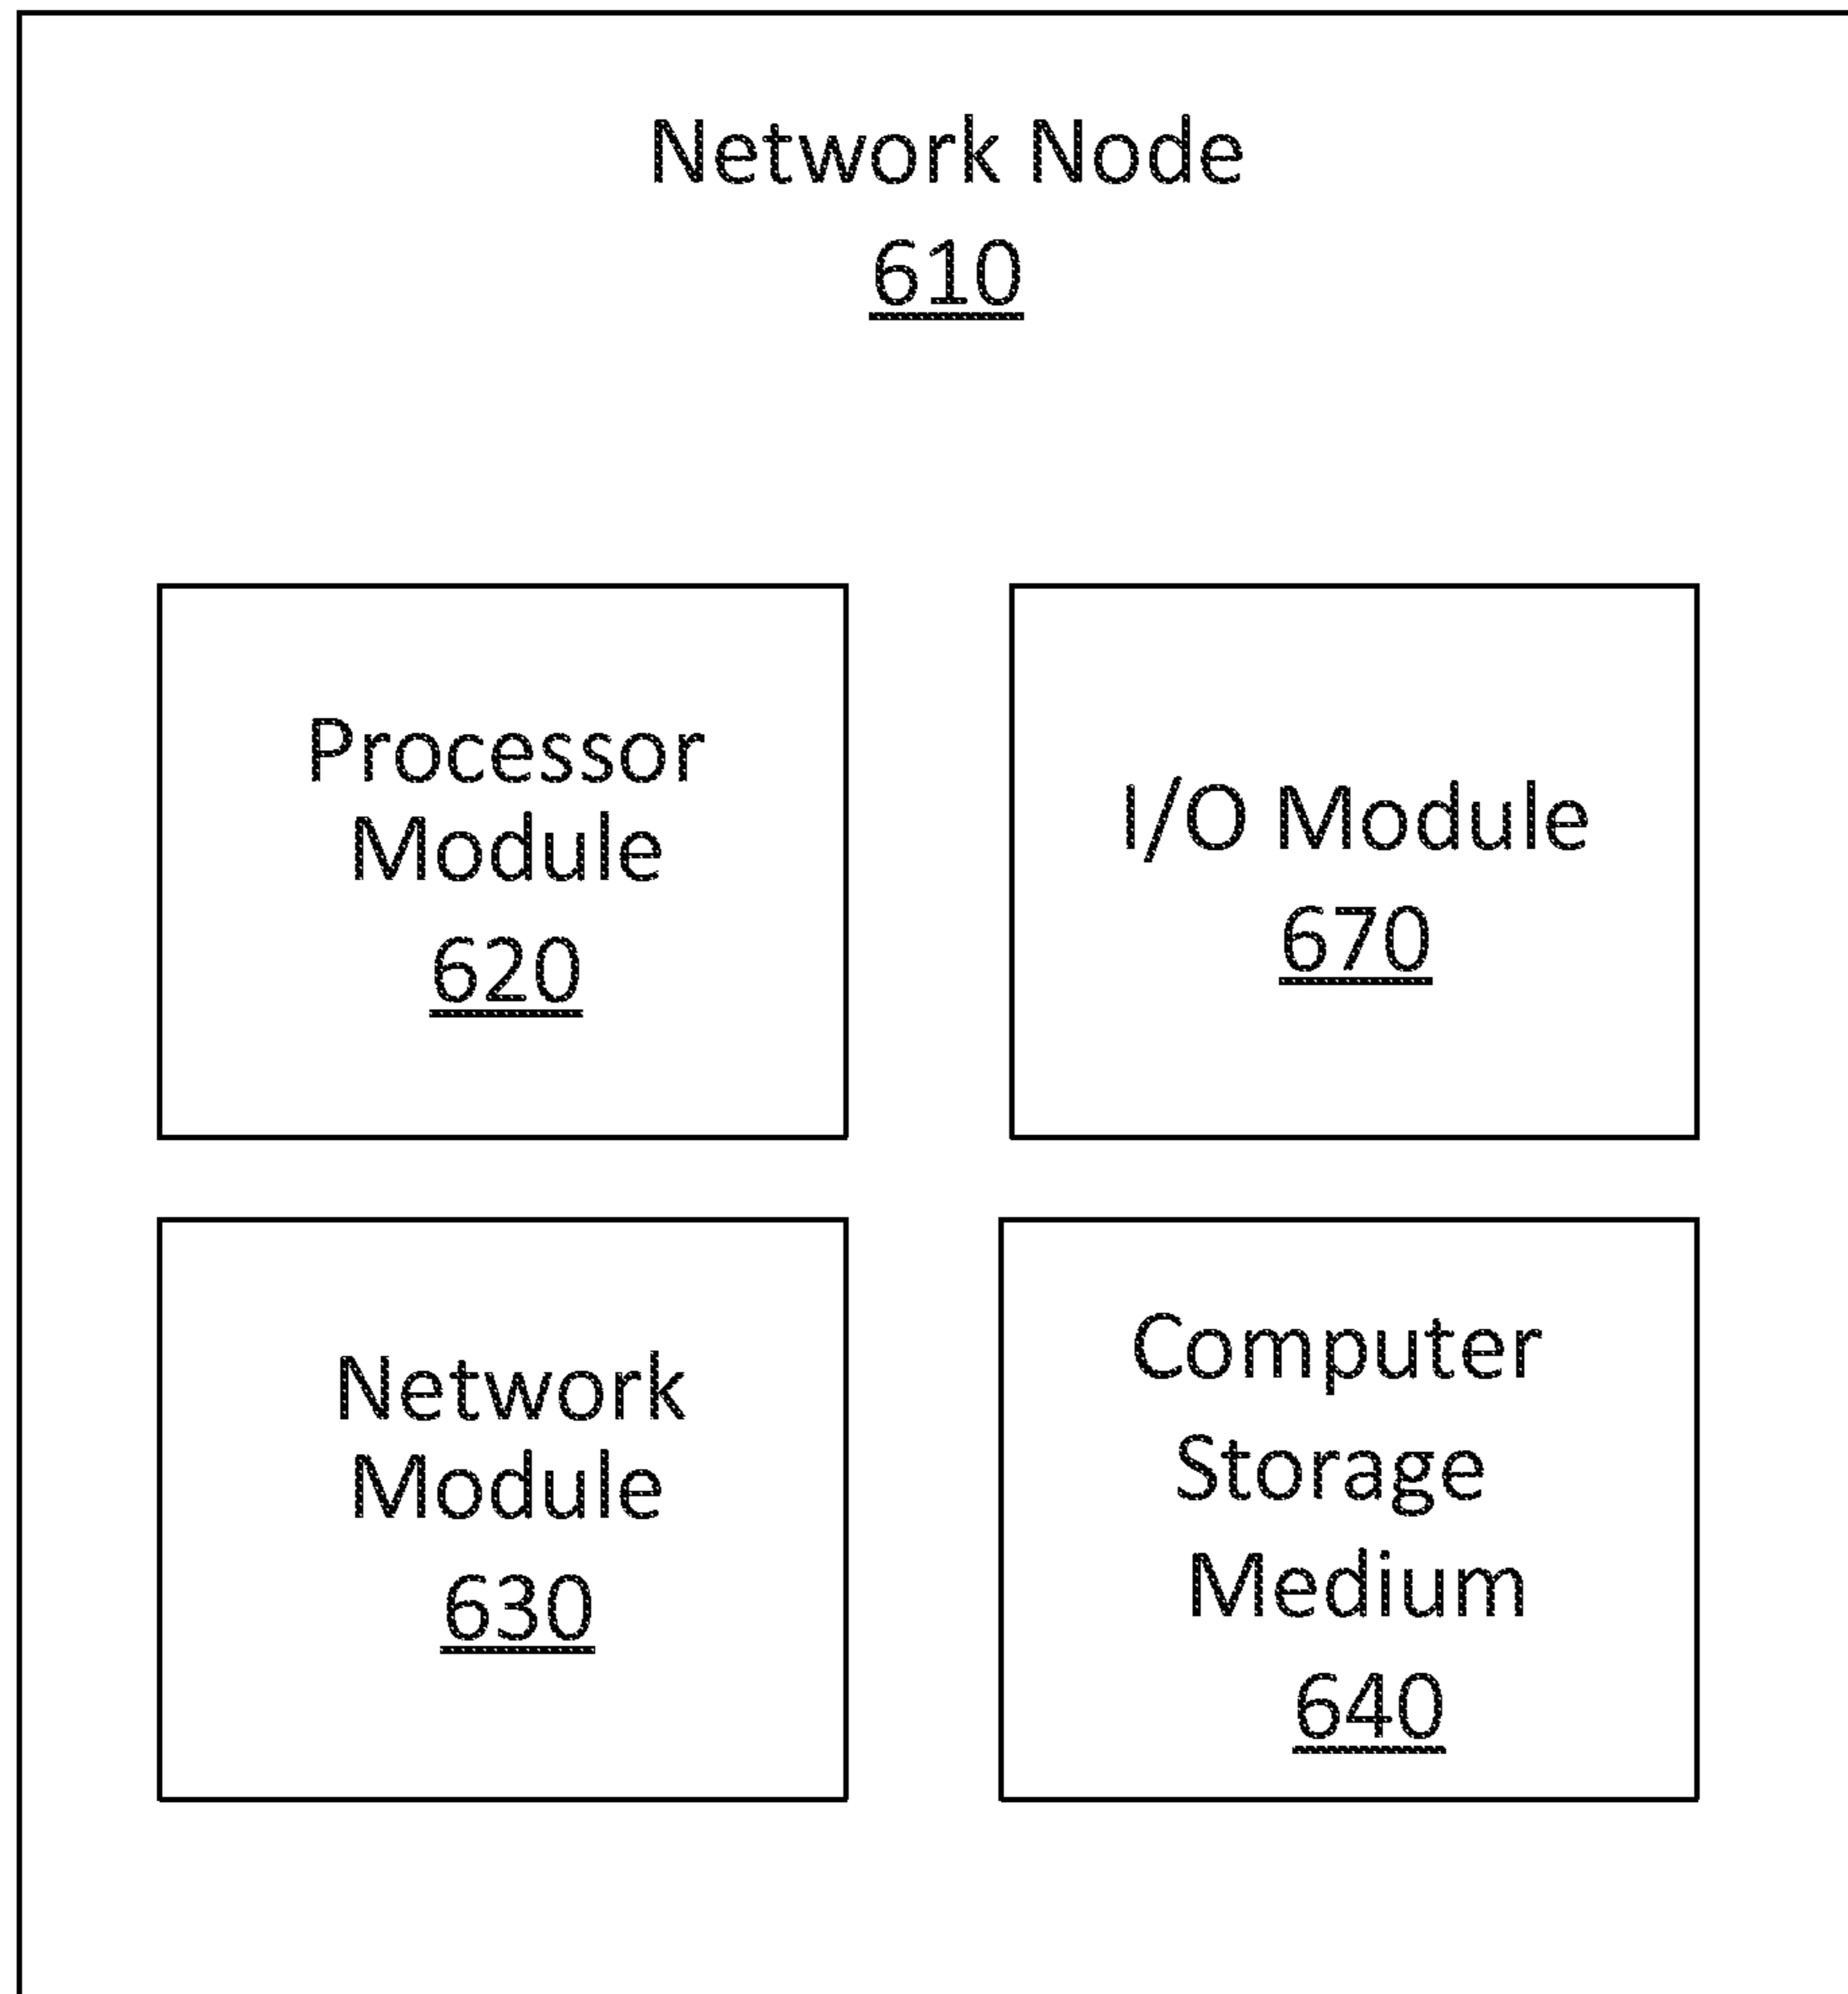 Network Node
610
Processor
Module
620
I/O Module
670
Network
Module
630
Computer
Storage
Medium
640